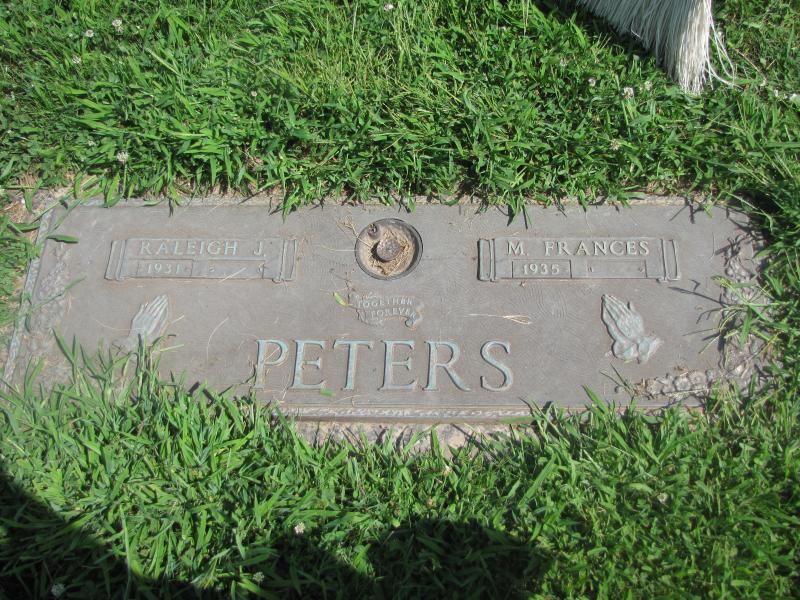 RALEIGH J.
1931 -
M. FRANCES
1935 -
TOGETHER
FOREVER
PETERS